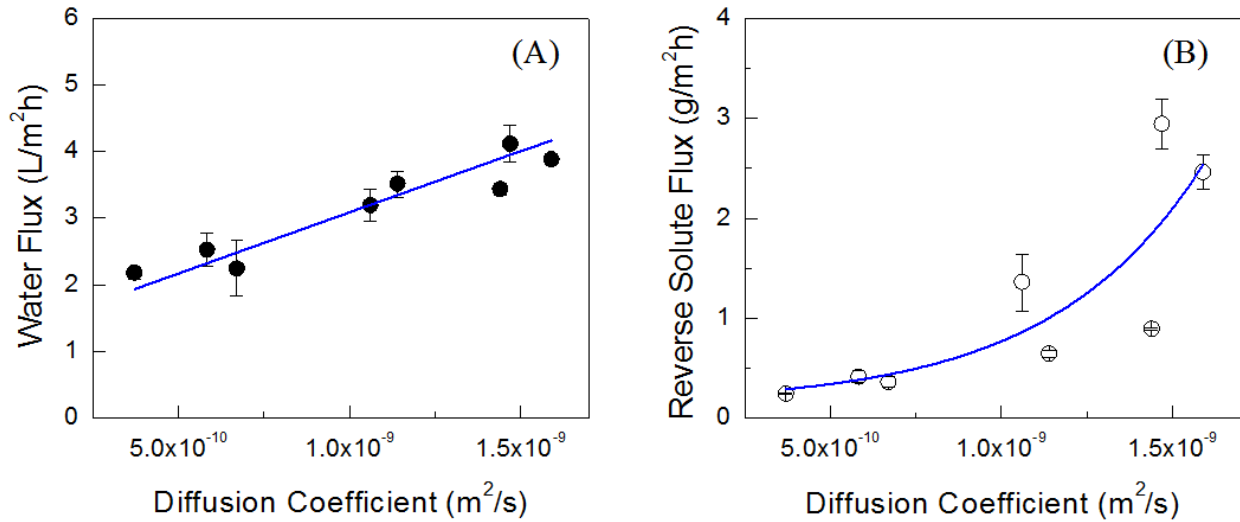 (A)
Water Flux (L/m²h)
6
5
4
3
2
1
0
5.0x10⁻¹⁰ 1.0x10⁻⁹ 1.5x10⁻⁹
Diffusion Coefficient (m²/s)
(B)
Reverse Solute Flux (g/m²h)
4
3
2
1
0
5.0x10⁻¹⁰ 1.0x10⁻⁹ 1.5x10⁻⁹
Diffusion Coefficient (m²/s)